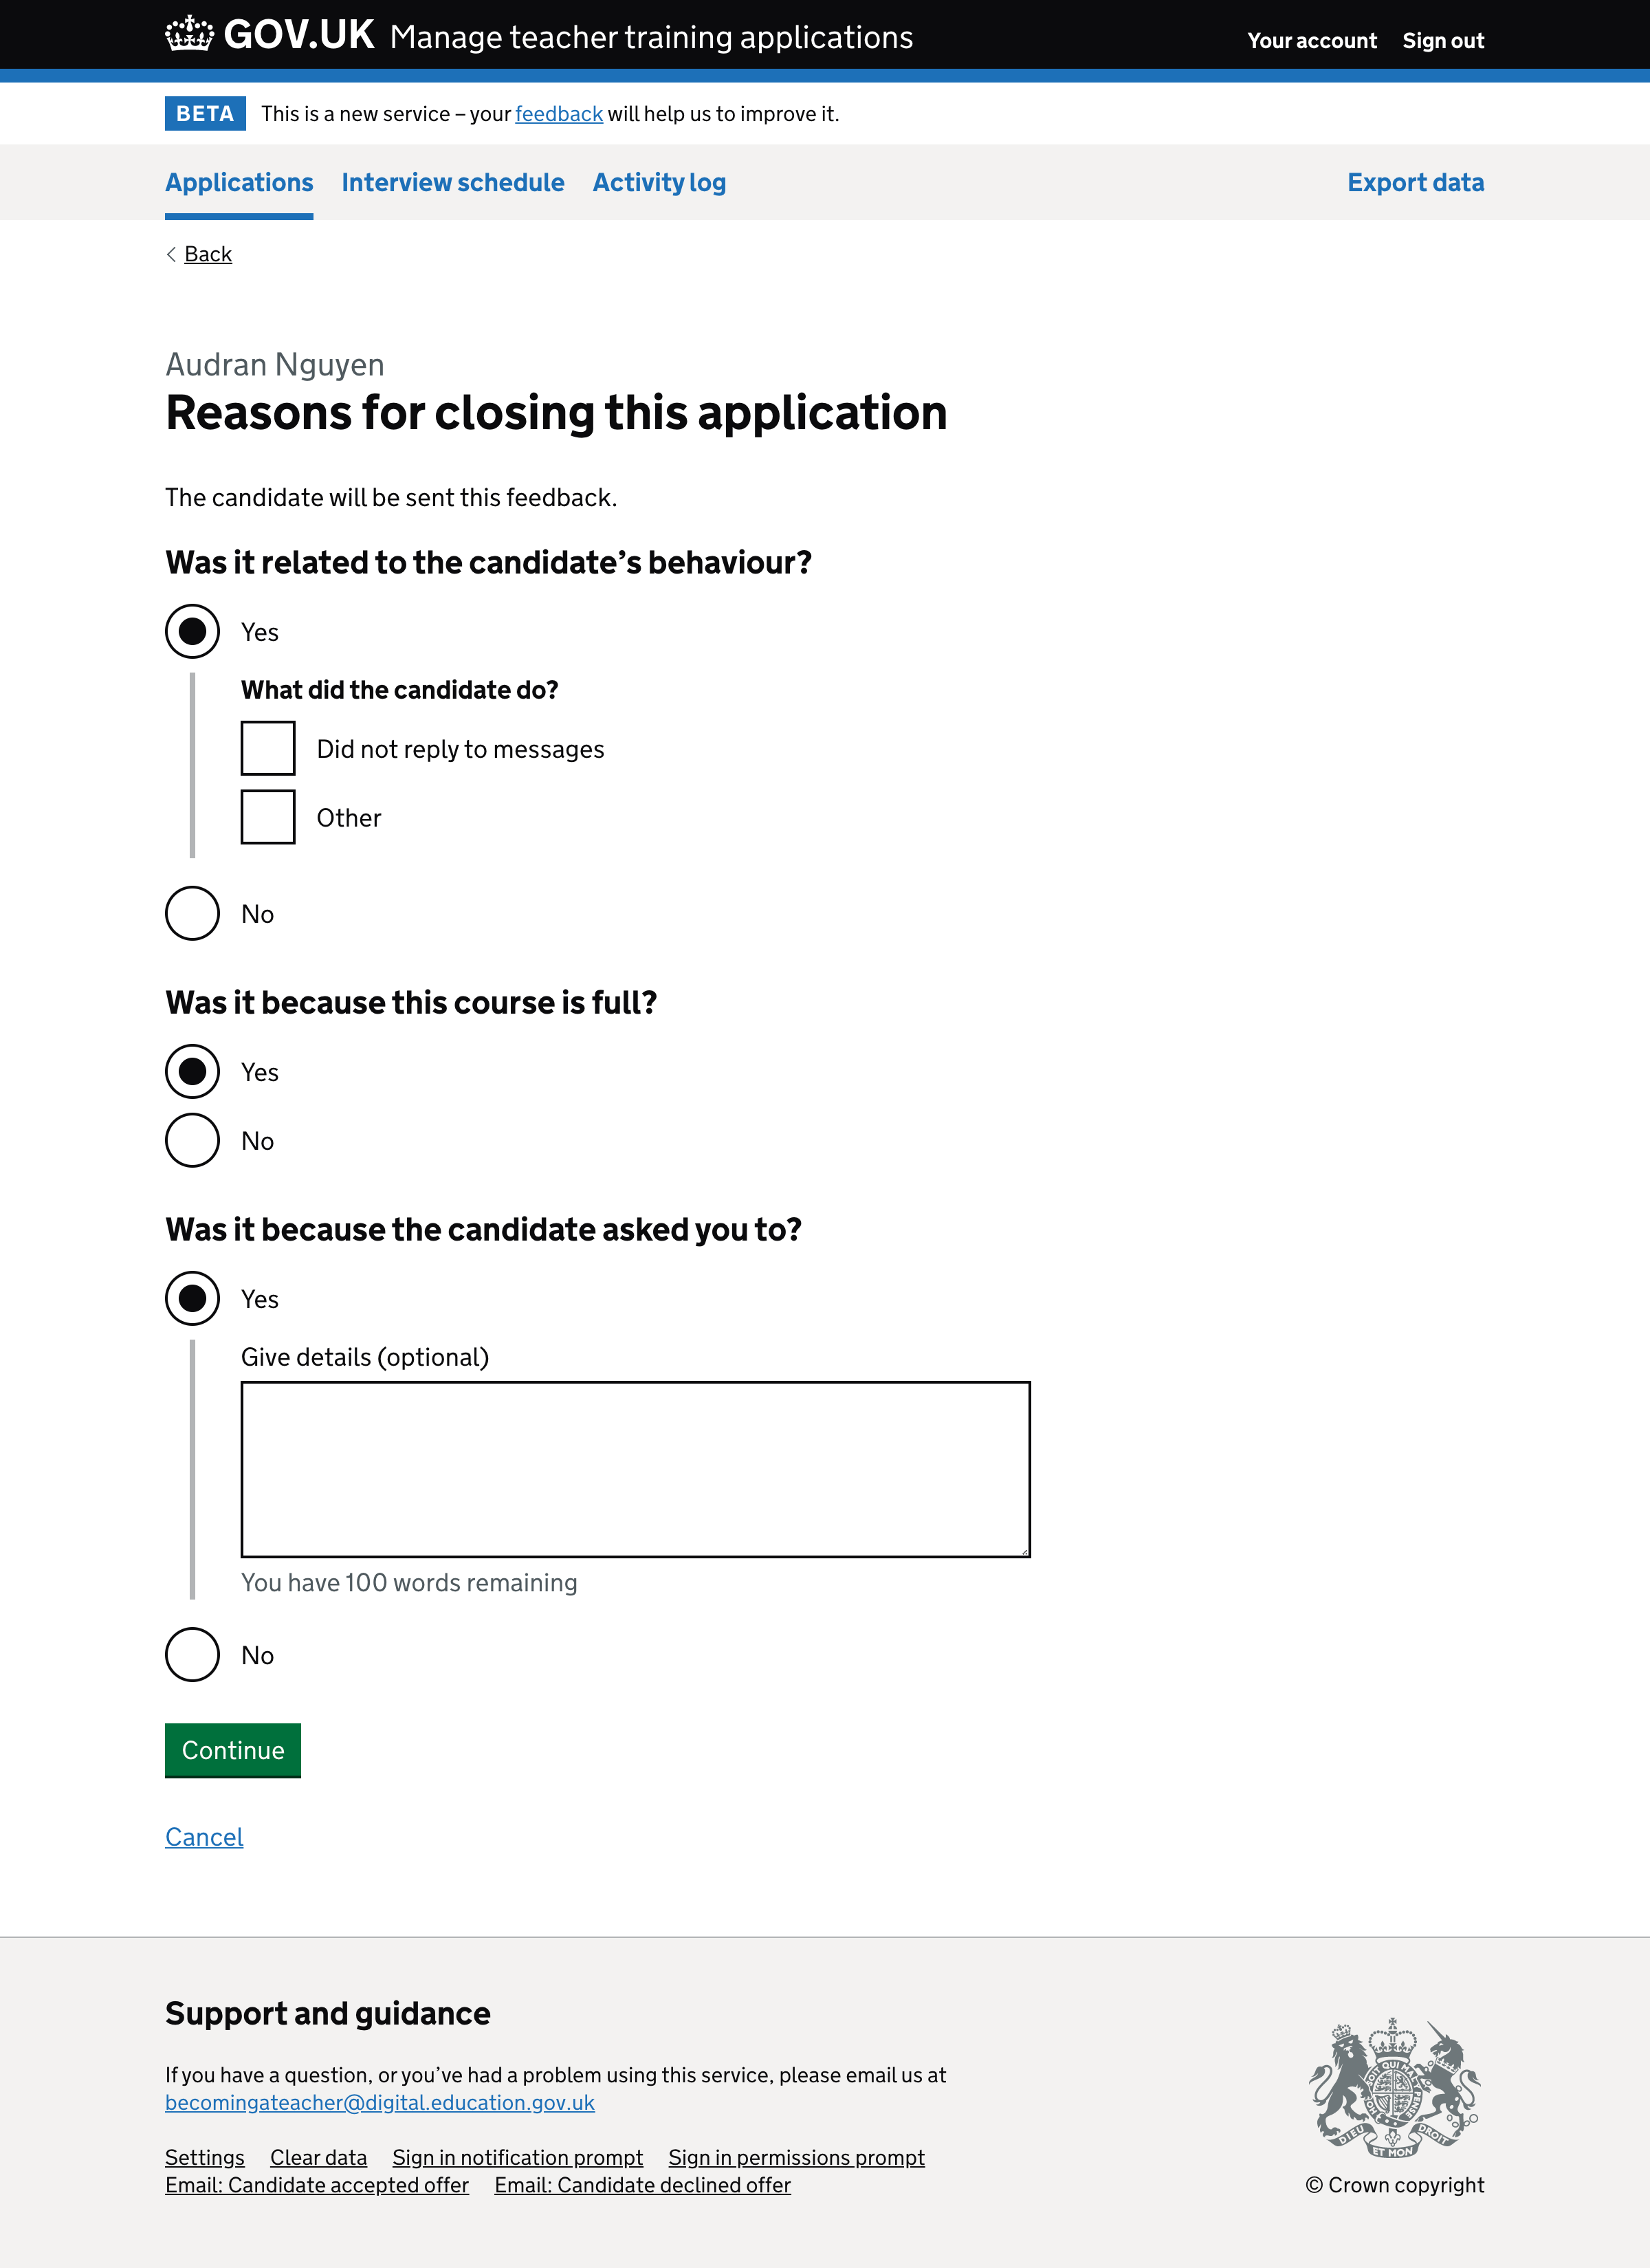 GOV.UK Manage teacher training applications Your account Sign out
BETA This is a new service – your feedback will help us to improve it.
Applications Interview schedule Activity log Export data
Back
Audran Nguyen
Reasons for closing this application
The candidate will be sent this feedback.
Was it related to the candidate’s behaviour?
Yes
What did the candidate do?
Did not reply to messages
Other
No
Was it because this course is full?
Yes
No
Was it because the candidate asked you to?
Yes
Give details (optional)
You have 100 words remaining
No
Continue
Cancel
Support and guidance
If you have a question, or you’ve had a problem using this service, please email us at
becomingateacher@digital.education.gov.uk
Settings Clear data Sign in notification prompt Sign in permissions prompt
Email: Candidate accepted offer Email: Candidate declined offer
DIEU ET MON DROIT
© Crown copyright